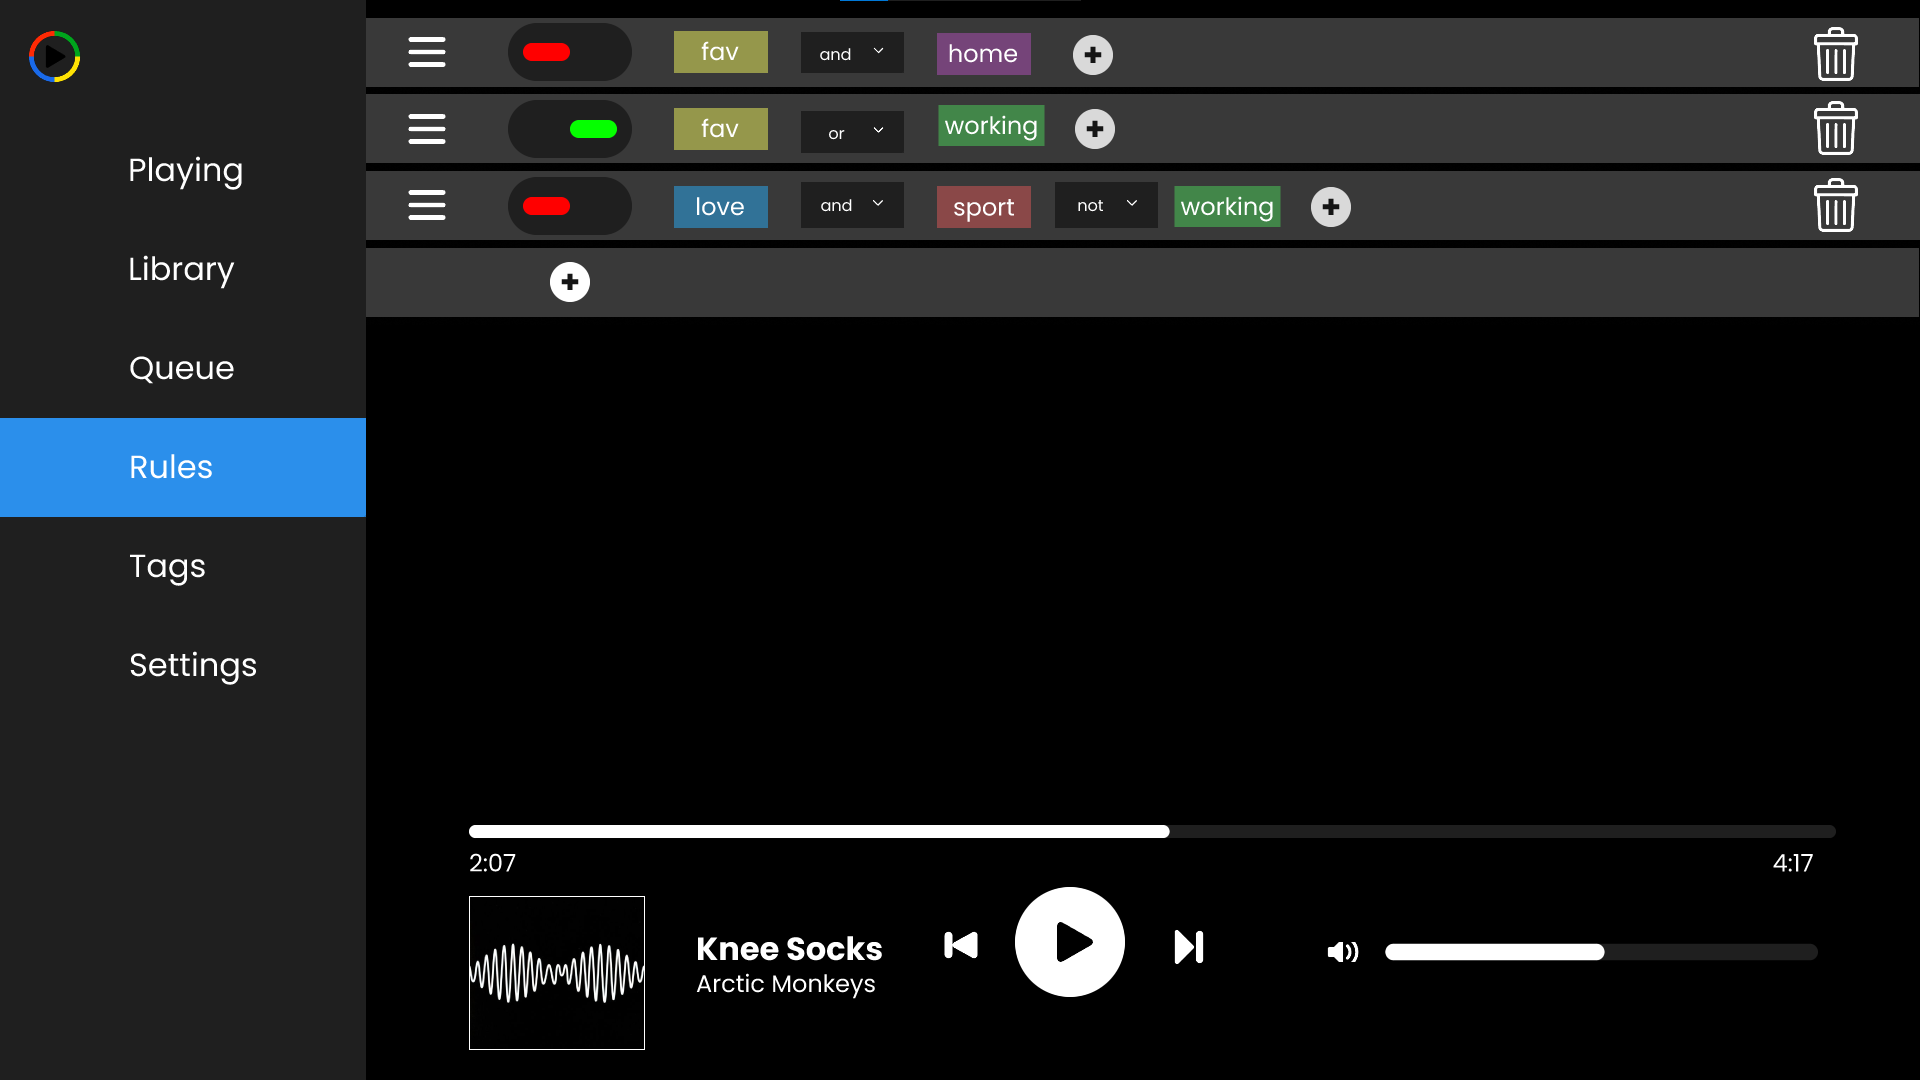 Playing
Library
Queue
Rules
Tags
Settings
fav and home
fav or working
love and sport not working
2:07 4:17
Knee Socks
Arctic Monkeys